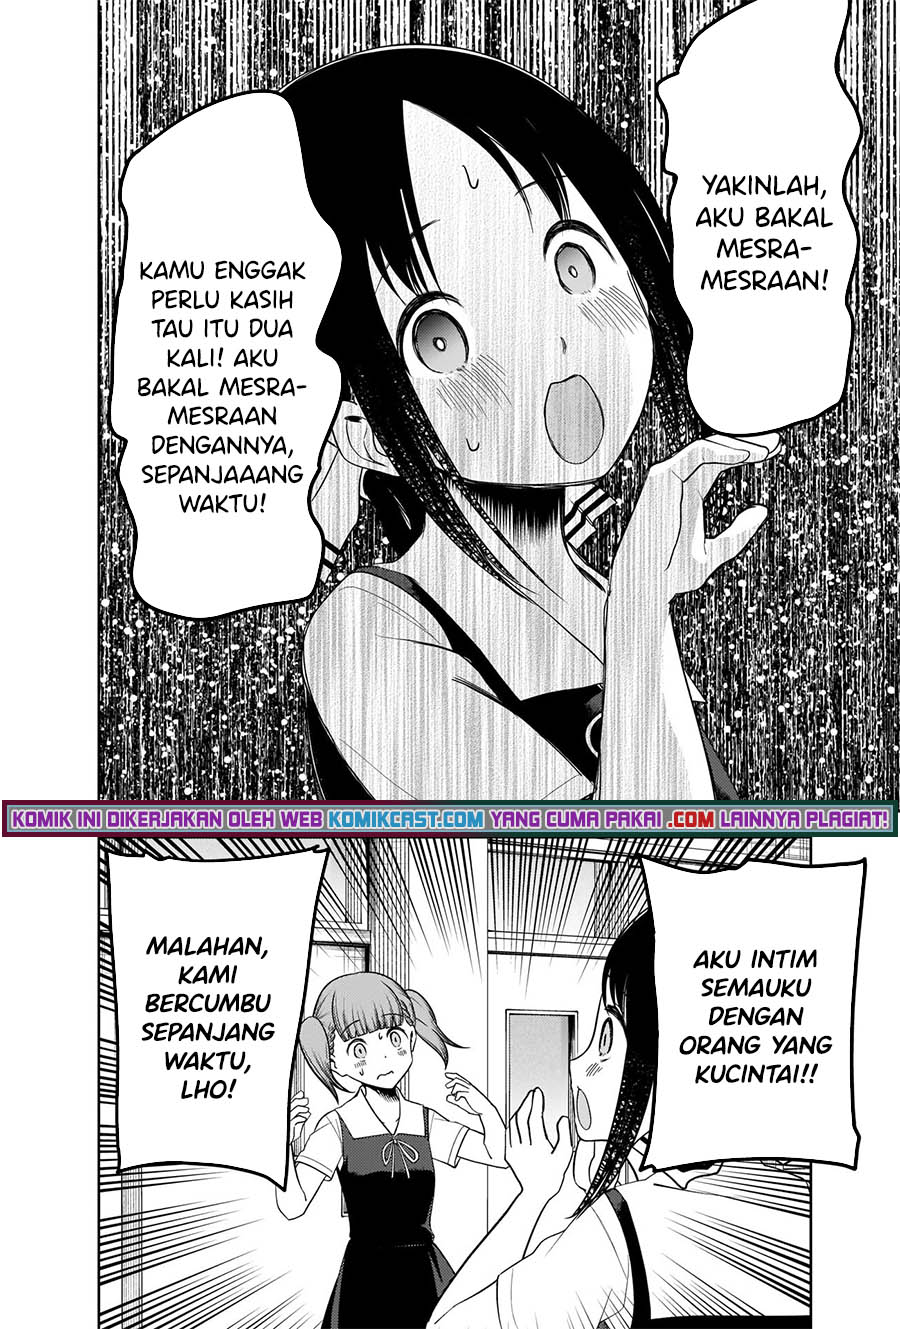 YAKINLAH,
AKU BAKAL
MESRA-
MESRAAN!
KAMU ENGGAK
PERLU KASIH
TAU ITU DUA
KALI! AKU
BAKAL MESRA-
MESRAAN
DENGANNYA,
SEPANJAAANG
WAKTU!
KOMIK INI DIKERJAKAN OLEH WEB KOMIKCAST.COM YANG CUMA PAKAI .COM LAINNYA PLAGIAT!
AKU INTIM
SEMAUKU
DENGAN
ORANG YANG
KUCINTAI!!
MALAHAN,
KAMI
BERCUMBU
SEPANJANG
WAKTU,
LHO!